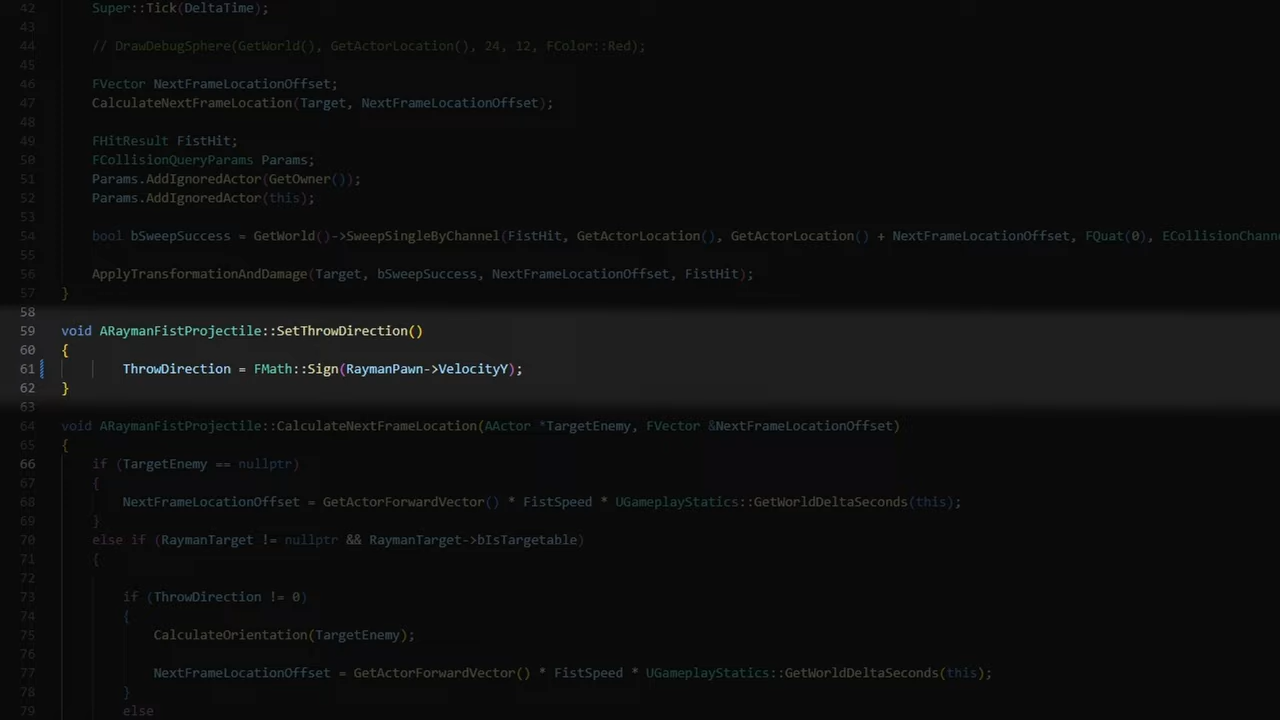 42 Super::Tick(DeltaTime);
43
44 // DrawDebugSphere(GetWorld(), GetActorLocation(), 24, 12, FColor::Red);
45
46 FVector NextFrameLocationOffset;
47 CalculateNextFrameLocation(Target, NextFrameLocationOffset);
48
49 FHitResult FistHit;
50 FCollisionQueryParams Params;
51 Params.AddIgnoredActor(GetOwner());
52 Params.AddIgnoredActor(this);
53
54 bool bSweepSuccess = GetWorld()->SweepSingleByChannel(FistHit, GetActorLocation(), GetActorLocation() + NextFrameLocationOffset, FQuat(0), ECollisionChann
55
56 ApplyTransformationAndDamage(Target, bSweepSuccess, NextFrameLocationOffset, FistHit);
57 }
58
59 void ARaymanFistProjectile::SetThrowDirection()
60 {
61 ThrowDirection = FMath::Sign(RaymanPawn->VelocityY);
62 }
63
64 void ARaymanFistProjectile::CalculateNextFrameLocation(AActor *TargetEnemy, FVector &NextFrameLocationOffset)
65 {
66 if (TargetEnemy == nullptr)
67 {
68 NextFrameLocationOffset = GetActorForwardVector() * FistSpeed * UGameplayStatics::GetWorldDeltaSeconds(this);
69 }
70 else if (RaymanTarget != nullptr && RaymanTarget->bIsTargetable)
71 {
72
73 if (ThrowDirection != 0)
74 {
75 CalculateOrientation(TargetEnemy);
76
77 NextFrameLocationOffset = GetActorForwardVector() * FistSpeed * UGameplayStatics::GetWorldDeltaSeconds(this);
78 }
79 else